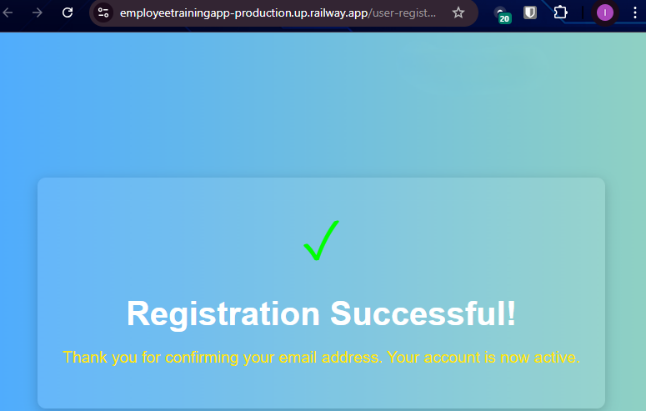 employeetrainingapp-production.up.railway.app/user-regist...
20
I
✓
Registration Successful!
Thank you for confirming your email address. Your account is now active.